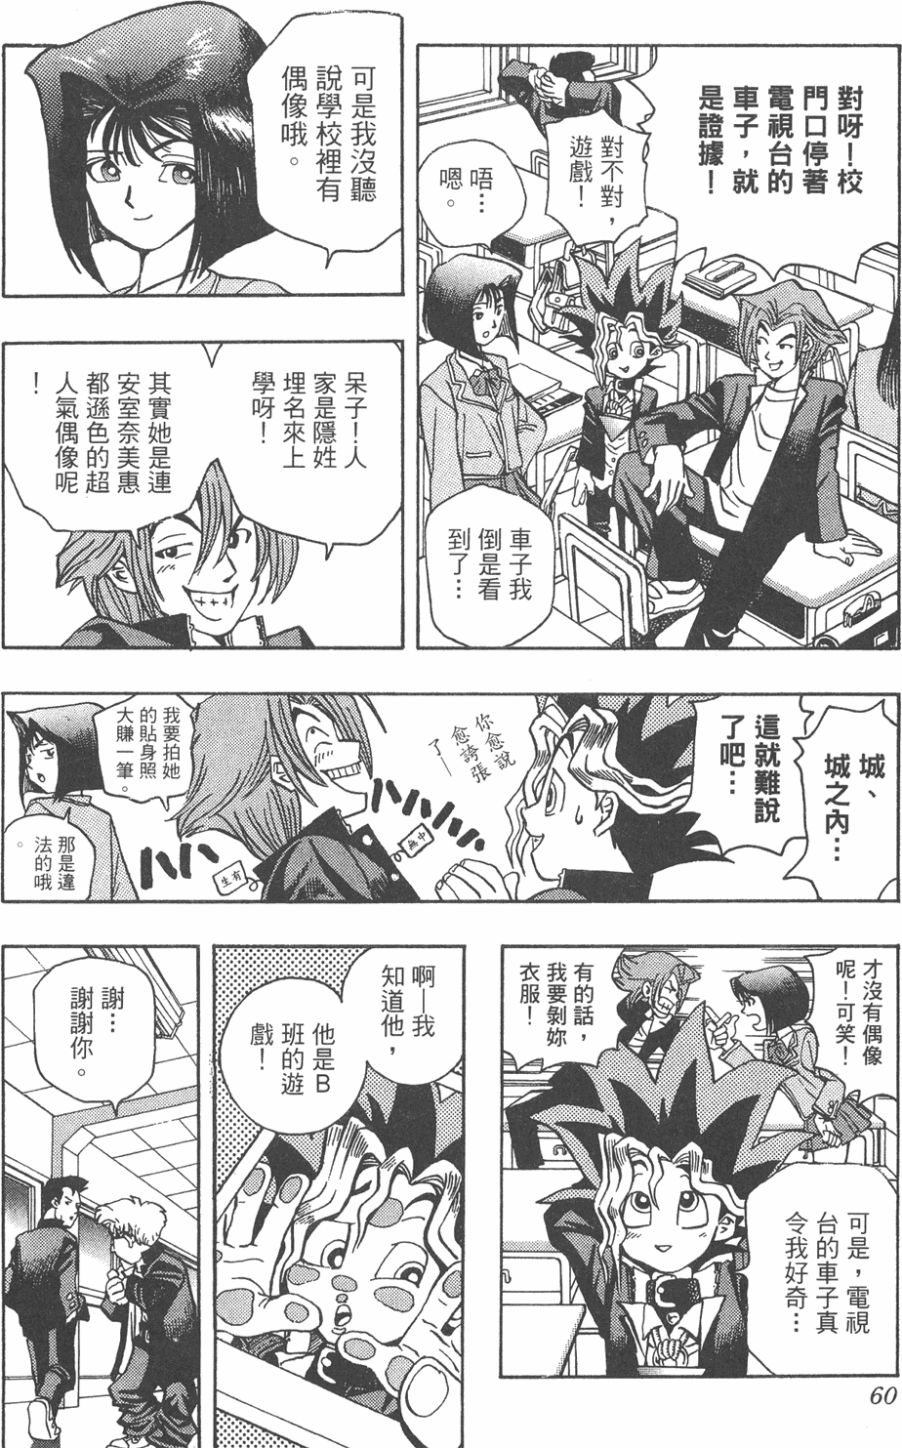 對呀！校
門口停著
電視台的
車子，就
是證據！
對不對，
遊戲！
唔…
嗯。
車子我
倒是看
到了…
可是我沒聽
說學校裡有
偶像哦。
呆子！人
家是隱姓
埋名來上
學呀！
其實她是連
安室奈美惠
都遜色的超
人氣偶像呢
！
城、
城之內…
這就難說
了吧…
你愈說
愈誇張
了—
無中
生有
我要拍她
的貼身照
大賺一筆。
那是違
法的哦
。
才沒有偶像
呢！可笑！
有的話，
我要剝妳
衣服！
可是，電視
台的車子真
令我好奇…
啊—我
知道他，
他是B
班的遊
戲！
謝…
謝謝你。
60